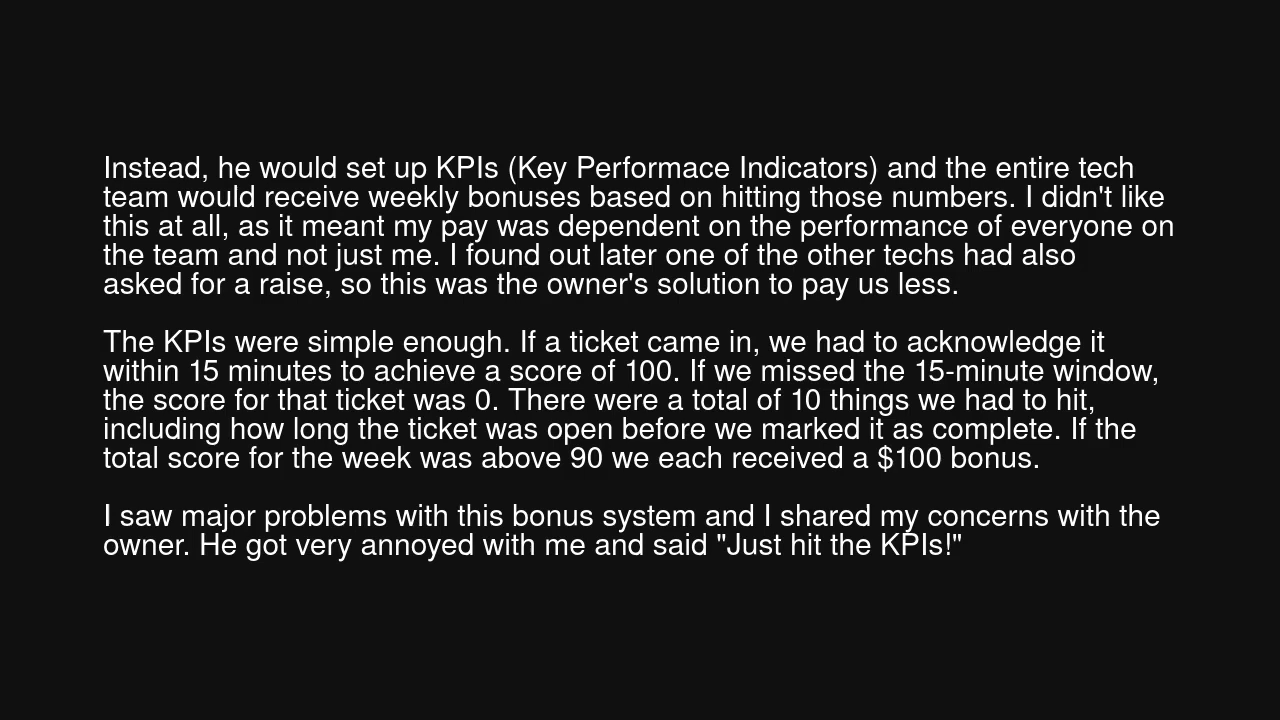 Instead, he would set up KPIs (Key Performace Indicators) and the entire tech
team would receive weekly bonuses based on hitting those numbers. I didn't like
this at all, as it meant my pay was dependent on the performance of everyone on
the team and not just me. I found out later one of the other techs had also
asked for a raise, so this was the owner's solution to pay us less.
The KPIs were simple enough. If a ticket came in, we had to acknowledge it
within 15 minutes to achieve a score of 100. If we missed the 15-minute window,
the score for that ticket was 0. There were a total of 10 things we had to hit,
including how long the ticket was open before we marked it as complete. If the
total score for the week was above 90 we each received a $100 bonus.
I saw major problems with this bonus system and I shared my concerns with the
owner. He got very annoyed with me and said "Just hit the KPIs!"